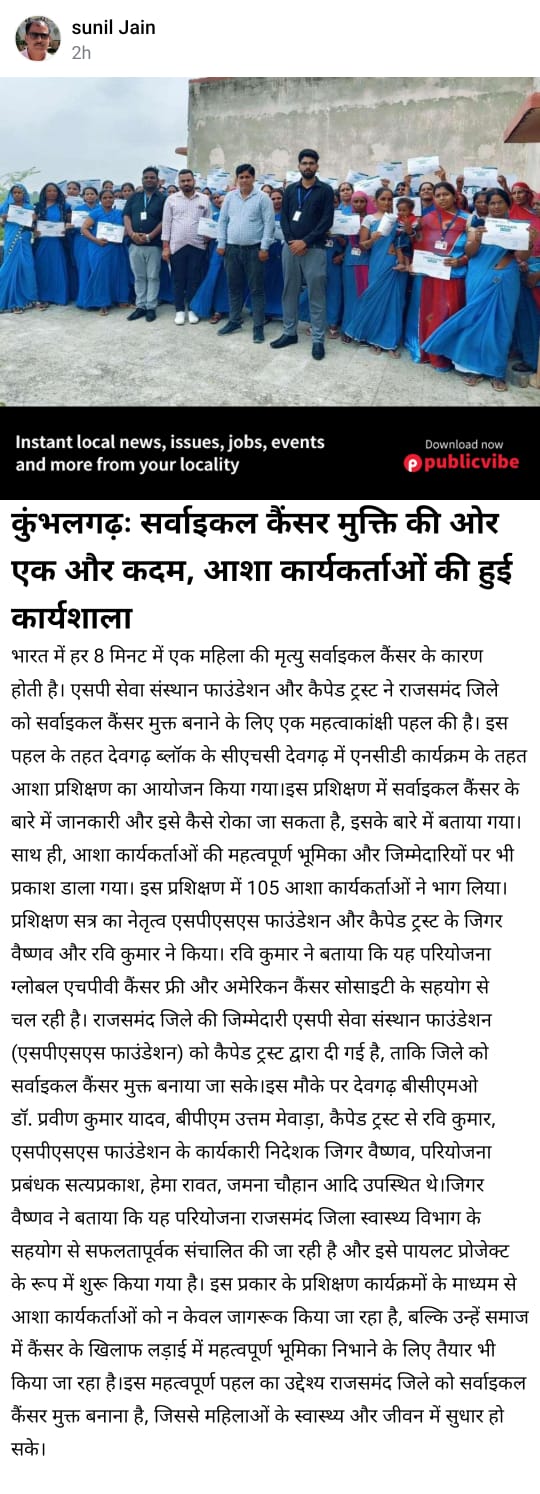 sunil Jain
2h
Instant local news, issues, jobs, events
and more from your locality
Download now
publicvibe
कुंभलगढ़ः सर्वाइकल कैंसर मुक्ति की ओर
एक और कदम, आशा कार्यकर्ताओं की हुई
कार्यशाला
भारत में हर 8 मिनट में एक महिला की मृत्यु सर्वाइकल कैंसर के कारण
होती है। एसपी सेवा संस्थान फाउंडेशन और कैपेड ट्रस्ट ने राजसमंद जिले
को सर्वाइकल कैंसर मुक्त बनाने के लिए एक महत्वाकांक्षी पहल की है। इस
पहल के तहत देवगढ़ ब्लॉक के सीएचसी देवगढ़ में एनसीडी कार्यक्रम के तहत
आशा प्रशिक्षण का आयोजन किया गया।इस प्रशिक्षण में सर्वाइकल कैंसर के
बारे में जानकारी और इसे कैसे रोका जा सकता है, इसके बारे में बताया गया।
साथ ही, आशा कार्यकर्ताओं की महत्वपूर्ण भूमिका और जिम्मेदारियों पर भी
प्रकाश डाला गया। इस प्रशिक्षण में 105 आशा कार्यकर्ताओं ने भाग लिया।
प्रशिक्षण सत्र का नेतृत्व एसपीएसएस फाउंडेशन और कैपेड ट्रस्ट के जिगर
वैष्णव और रवि कुमार ने किया। रवि कुमार ने बताया कि यह परियोजना
ग्लोबल एचपीवी कैंसर फ्री और अमेरिकन कैंसर सोसाइटी के सहयोग से
चल रही है। राजसमंद जिले की जिम्मेदारी एसपी सेवा संस्थान फाउंडेशन
(एसपीएसएस फाउंडेशन) को कैपेड ट्रस्ट द्वारा दी गई है, ताकि जिले को
सर्वाइकल कैंसर मुक्त बनाया जा सके।इस मौके पर देवगढ़ बीसीएमओ
डॉ. प्रवीण कुमार यादव, बीपीएम उत्तम मेवाड़ा, कैपेड ट्रस्ट से रवि कुमार,
एसपीएसएस फाउंडेशन के कार्यकारी निदेशक जिगर वैष्णव, परियोजना
प्रबंधक सत्यप्रकाश, हेमा रावत, जमना चौहान आदि उपस्थित थे।जिगर
वैष्णव ने बताया कि यह परियोजना राजसमंद जिला स्वास्थ्य विभाग के
सहयोग से सफलतापूर्वक संचालित की जा रही है और इसे पायलट प्रोजेक्ट
के रूप में शुरू किया गया है। इस प्रकार के प्रशिक्षण कार्यक्रमों के माध्यम से
आशा कार्यकर्ताओं को न केवल जागरूक किया जा रहा है, बल्कि उन्हें समाज
में कैंसर के खिलाफ लड़ाई में महत्वपूर्ण भूमिका निभाने के लिए तैयार भी
किया जा रहा है।इस महत्वपूर्ण पहल का उद्देश्य राजसमंद जिले को सर्वाइकल
कैंसर मुक्त बनाना है, जिससे महिलाओं के स्वास्थ्य और जीवन में सुधार हो
सके।